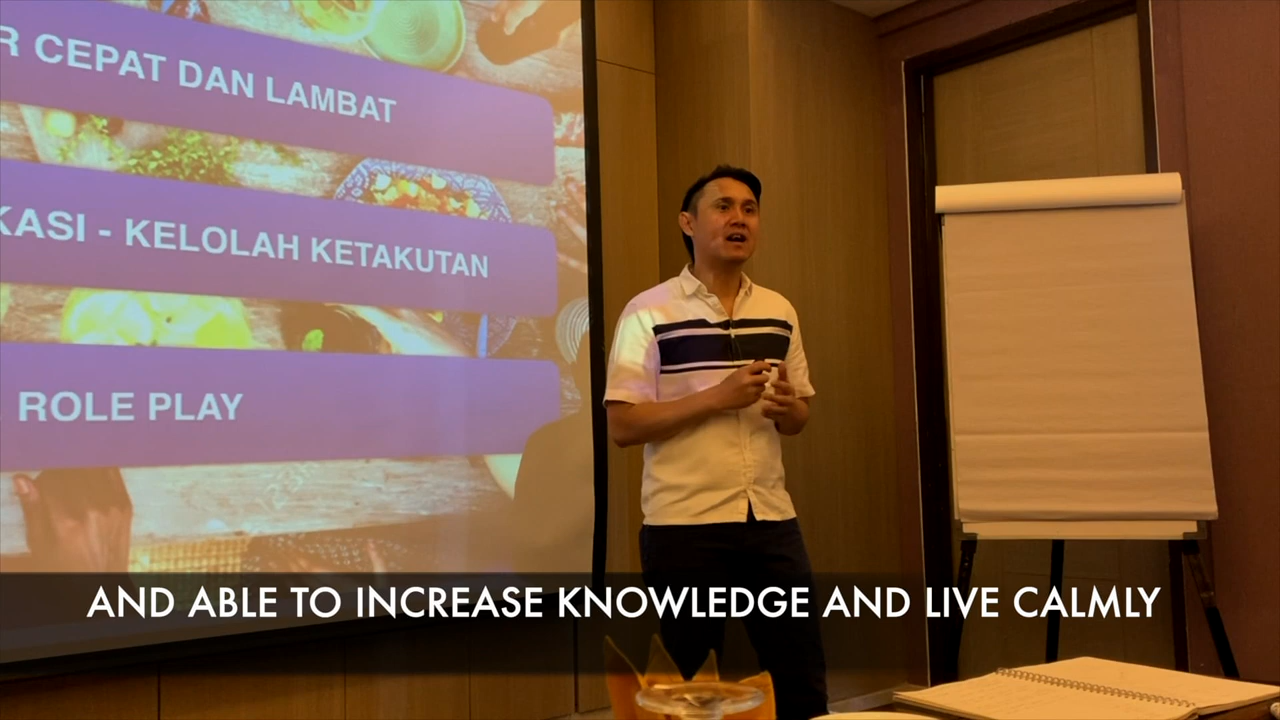 R CEPAT DAN LAMBAT
KASI - KELOLAH KETAKUTAN
ROLE PLAY
AND ABLE TO INCREASE KNOWLEDGE AND LIVE CALMLY